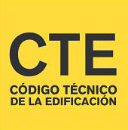 CTE
CÓDIGO TÉCNICO
DE LA EDIFICACIÓN